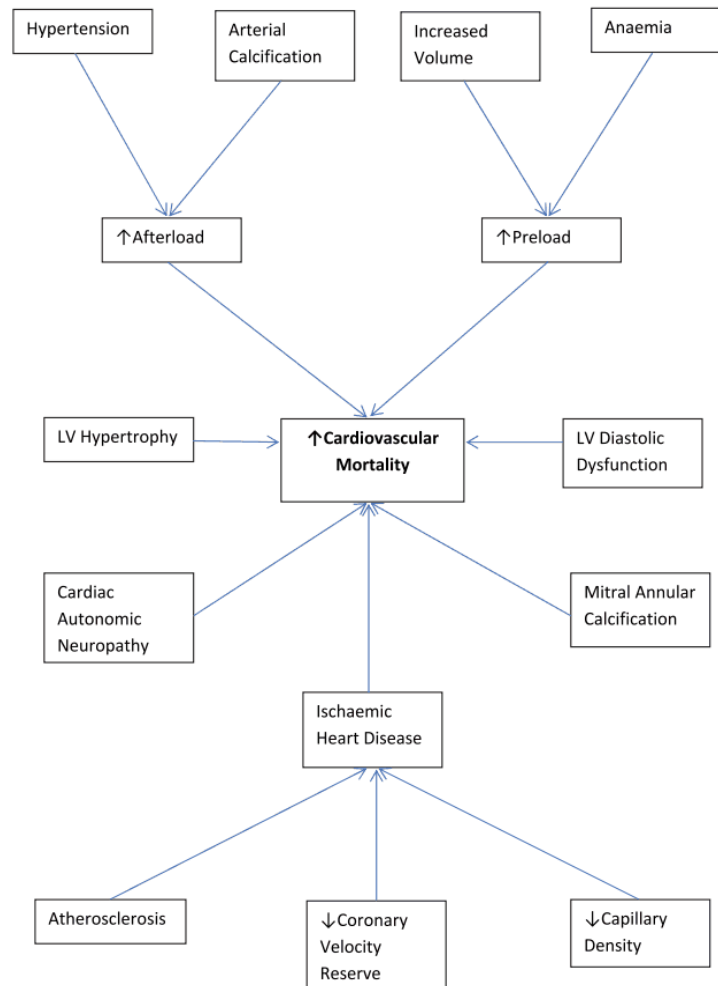 Hypertension
Arterial
Calcification
Increased
Volume
Anaemia
↑Afterload
↑Preload
LV Hypertrophy
↑Cardiovascular
Mortality
LV Diastolic
Dysfunction
Cardiac
Autonomic
Neuropathy
Mitral Annular
Calcification
Ischaemic
Heart Disease
Atherosclerosis
↓Coronary
Velocity
Reserve
↓Capillary
Density